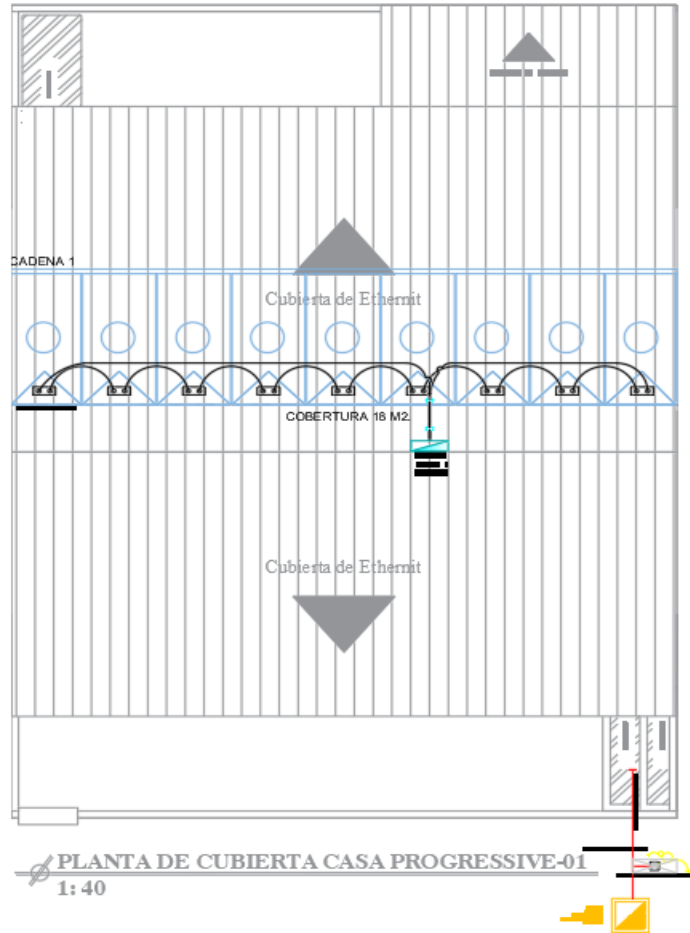 CADENA 1
Cubierta de Ethernit
COBERTURA 18 M2.
Cubierta de Ethernit
PLANTA DE CUBIERTA CASA PROGRESSIVE-01
1:40